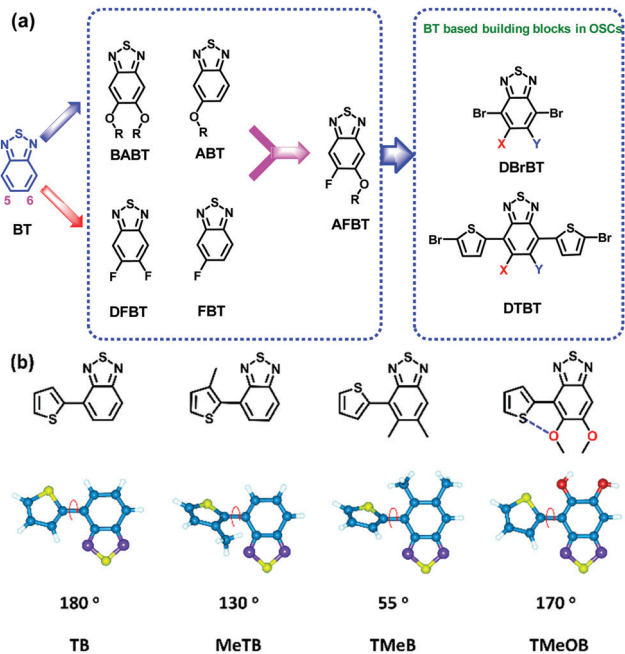 (a)
BT based building blocks in OSCs
S
N N
5 6
BT
S
N N
O O
R R
BABT
S
N N
O
R
ABT
S
N N
F F
DFBT
S
N N
F
FBT
S
N N
F O
R
AFBT
S
N N
Br Br
X Y
DBrBT
S
N N
Br S S Br
X Y
DTBT
(b)
S
N N
S
S
N N
S
S
N N
S
S
N N
S
O O
180 º
130 º
55 º
170 º
TB
MeTB
TMeB
TMeOB